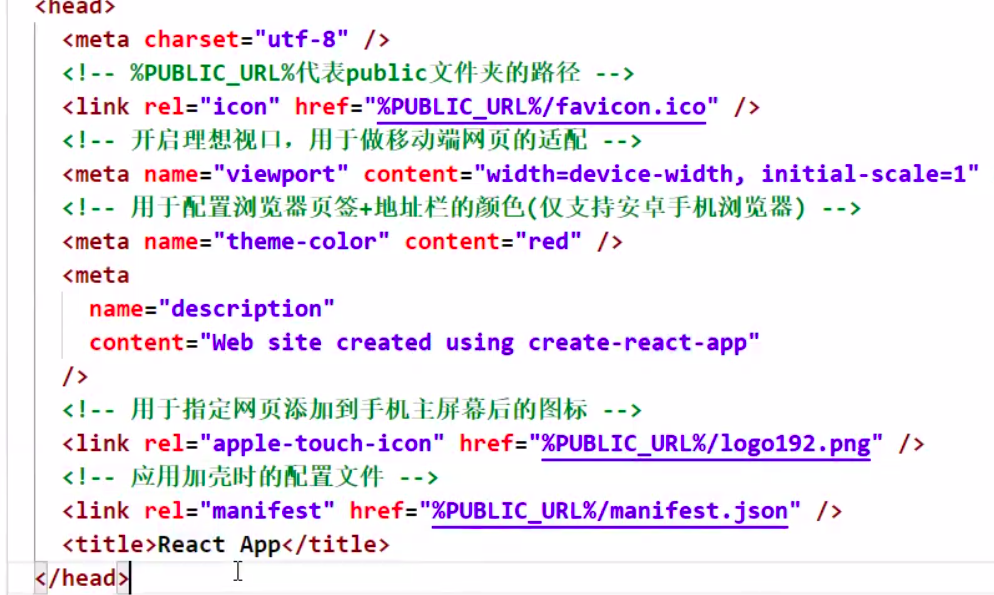 <head>
<meta charset="utf-8" />
<!-- %PUBLIC_URL%代表public文件夹的路径 -->
<link rel="icon" href="%PUBLIC_URL%/favicon.ico" />
<!-- 开启理想视口，用于做移动端网页的适配 -->
<meta name="viewport" content="width=device-width, initial-scale=1"
<!-- 用于配置浏览器页签+地址栏的颜色(仅支持安卓手机浏览器) -->
<meta name="theme-color" content="red" />
<meta
name="description"
content="Web site created using create-react-app"
/>
<!-- 用于指定网页添加到手机主屏幕后的图标 -->
<link rel="apple-touch-icon" href="%PUBLIC_URL%/logo192.png" />
<!-- 应用加壳时的配置文件 -->
<link rel="manifest" href="%PUBLIC_URL%/manifest.json" />
<title>React App</title>
</head>